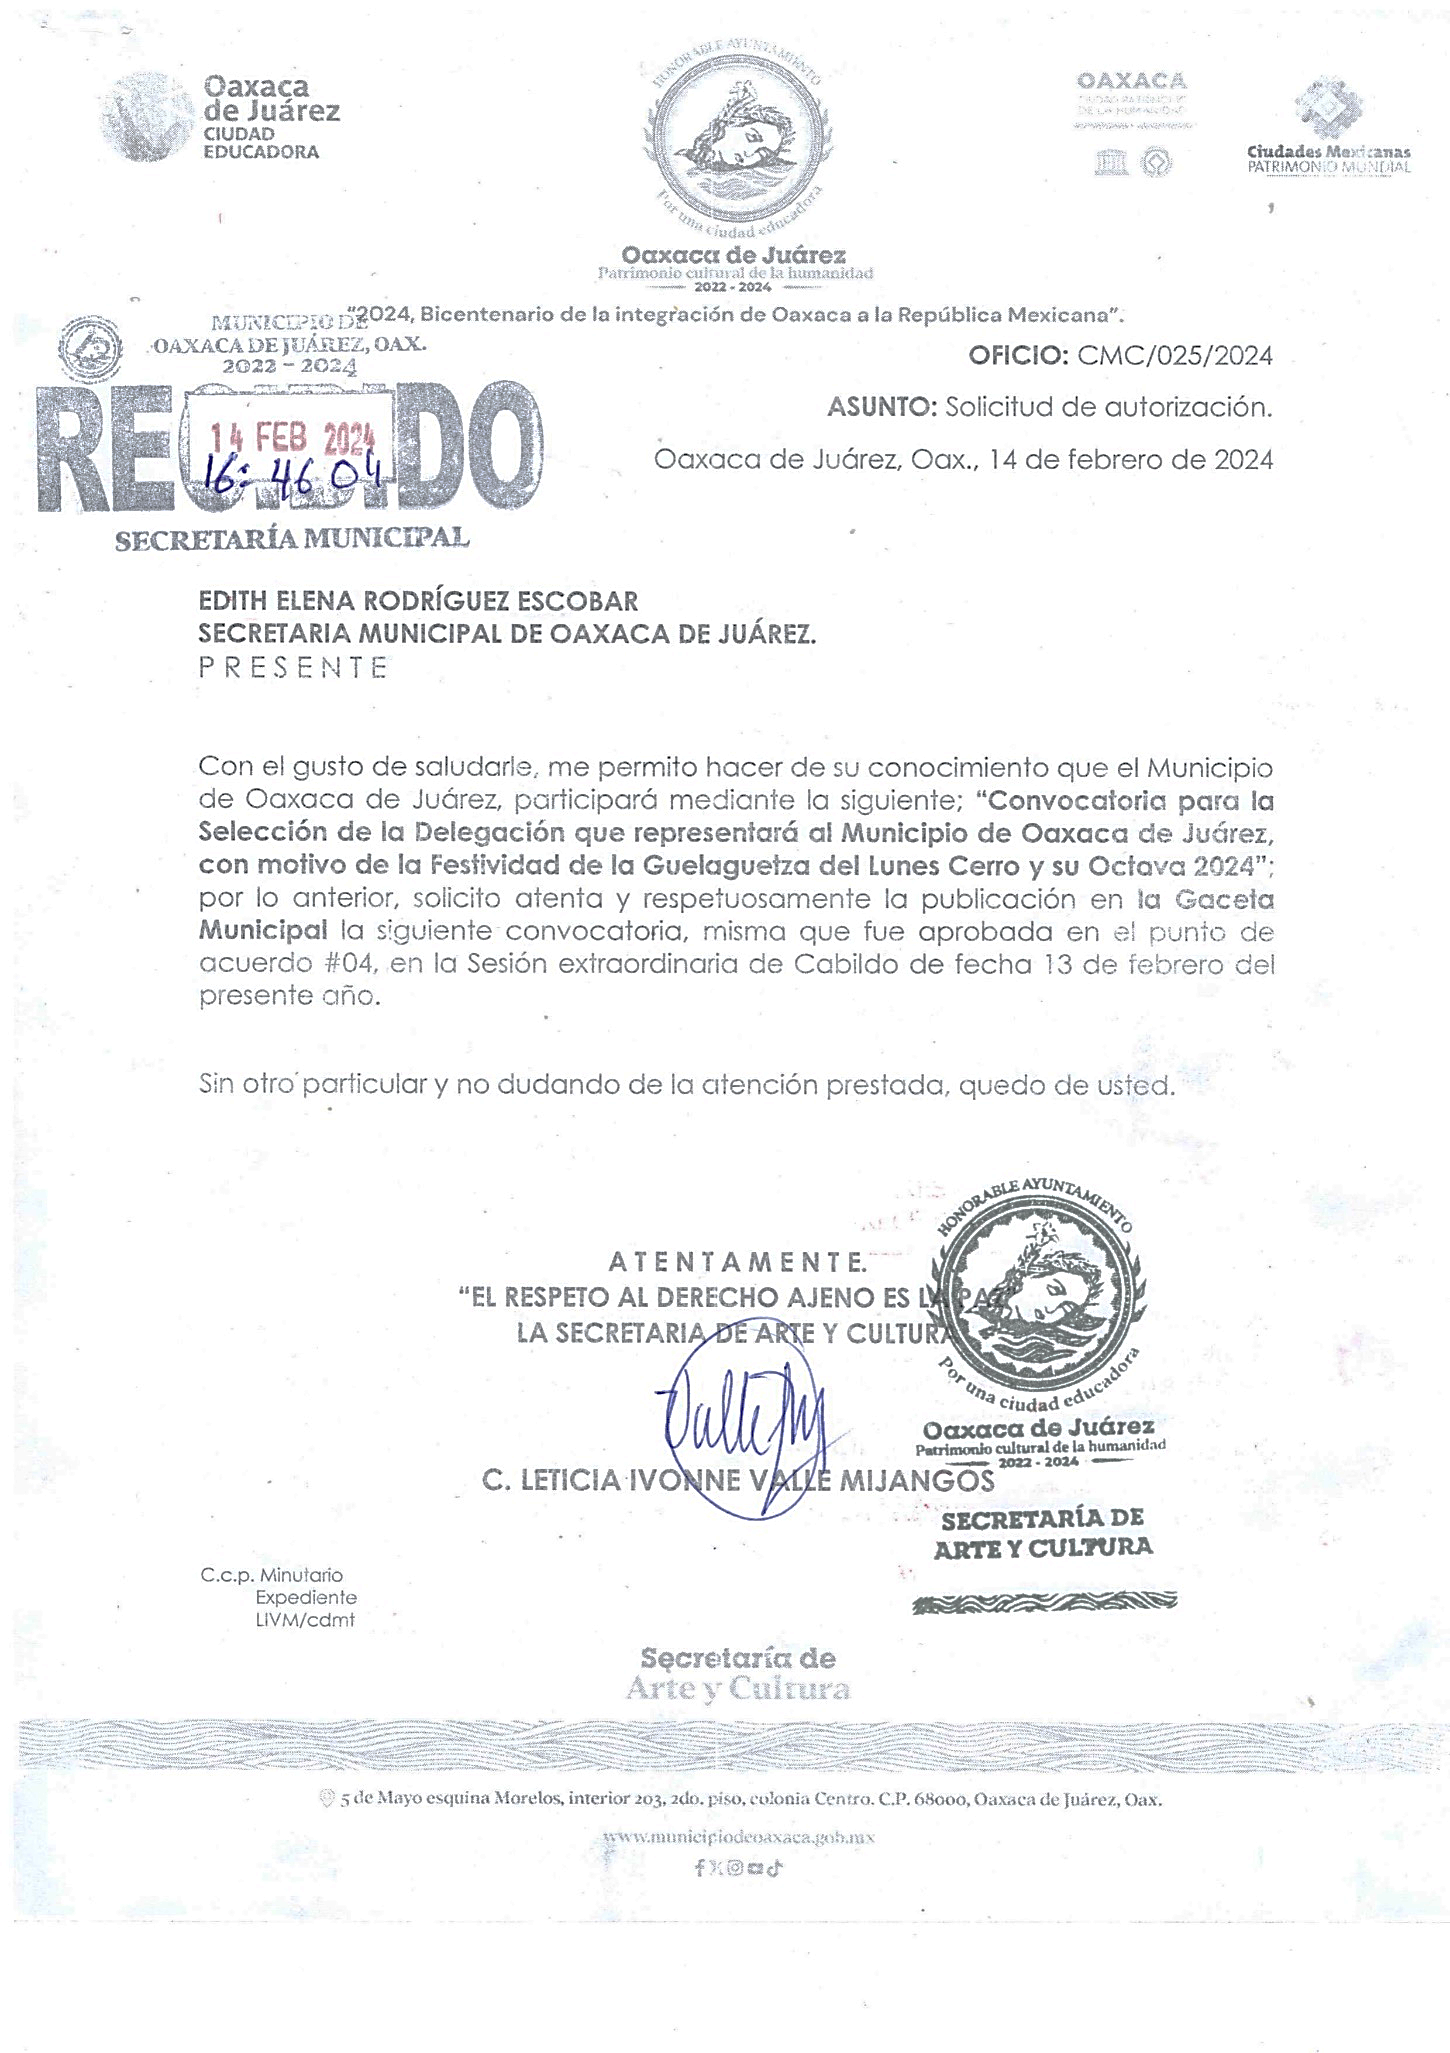 Oaxaca
de Juárez
CIUDAD
EDUCADORA
HONORABLE AYUNTAMIENTO
Por una ciudad educadora
Oaxaca de Juárez
Patrimonio cultural de la humanidad
2022 - 2024
OAXACA
CIUDAD PATRIMONIO
DE LA HUMANIDAD
Ciudades Mexicanas
PATRIMONIO MUNDIAL
“2024, Bicentenario de la integración de Oaxaca a la República Mexicana”.
MUNICIPIO DE
OAXACA DE JUÁREZ, OAX.
2022 – 2024
RECIBIDO
14 FEB 2024
16:46 04
SECRETARÍA MUNICIPAL
OFICIO: CMC/025/2024
ASUNTO: Solicitud de autorización.
Oaxaca de Juárez, Oax., 14 de febrero de 2024
EDITH ELENA RODRÍGUEZ ESCOBAR
SECRETARIA MUNICIPAL DE OAXACA DE JUÁREZ.
P R E S E N T E
Con el gusto de saludarle, me permito hacer de su conocimiento que el Municipio
de Oaxaca de Juárez, participará mediante la siguiente; “Convocatoria para la
Selección de la Delegación que representará al Municipio de Oaxaca de Juárez,
con motivo de la Festividad de la Guelaguetza del Lunes Cerro y su Octava 2024”;
por lo anterior, solicito atenta y respetuosamente la publicación en la Gaceta
Municipal la siguiente convocatoria, misma que fue aprobada en el punto de
acuerdo #04, en la Sesión extraordinaria de Cabildo de fecha 13 de febrero del
presente año.
Sin otro particular y no dudando de la atención prestada, quedo de usted.
A T E N T A M E N T E.
“EL RESPETO AL DERECHO AJENO ES LA PAZ”
LA SECRETARIA DE ARTE Y CULTURA
C. LETICIA IVONNE VALLE MIJANGOS
HONORABLE AYUNTAMIENTO
Por una ciudad educadora
Oaxaca de Juárez
Patrimonio cultural de la humanidad
2022 - 2024
SECRETARÍA DE
ARTE Y CULTURA
C.c.p. Minutario
Expediente
LIVM/cdmt
Secretaría de
Arte y Cultura
5 de Mayo esquina Morelos, interior 203, 2do. piso, colonia Centro. C.P. 68000, Oaxaca de Juárez, Oax.
www.municipiodeoaxaca.gob.mx